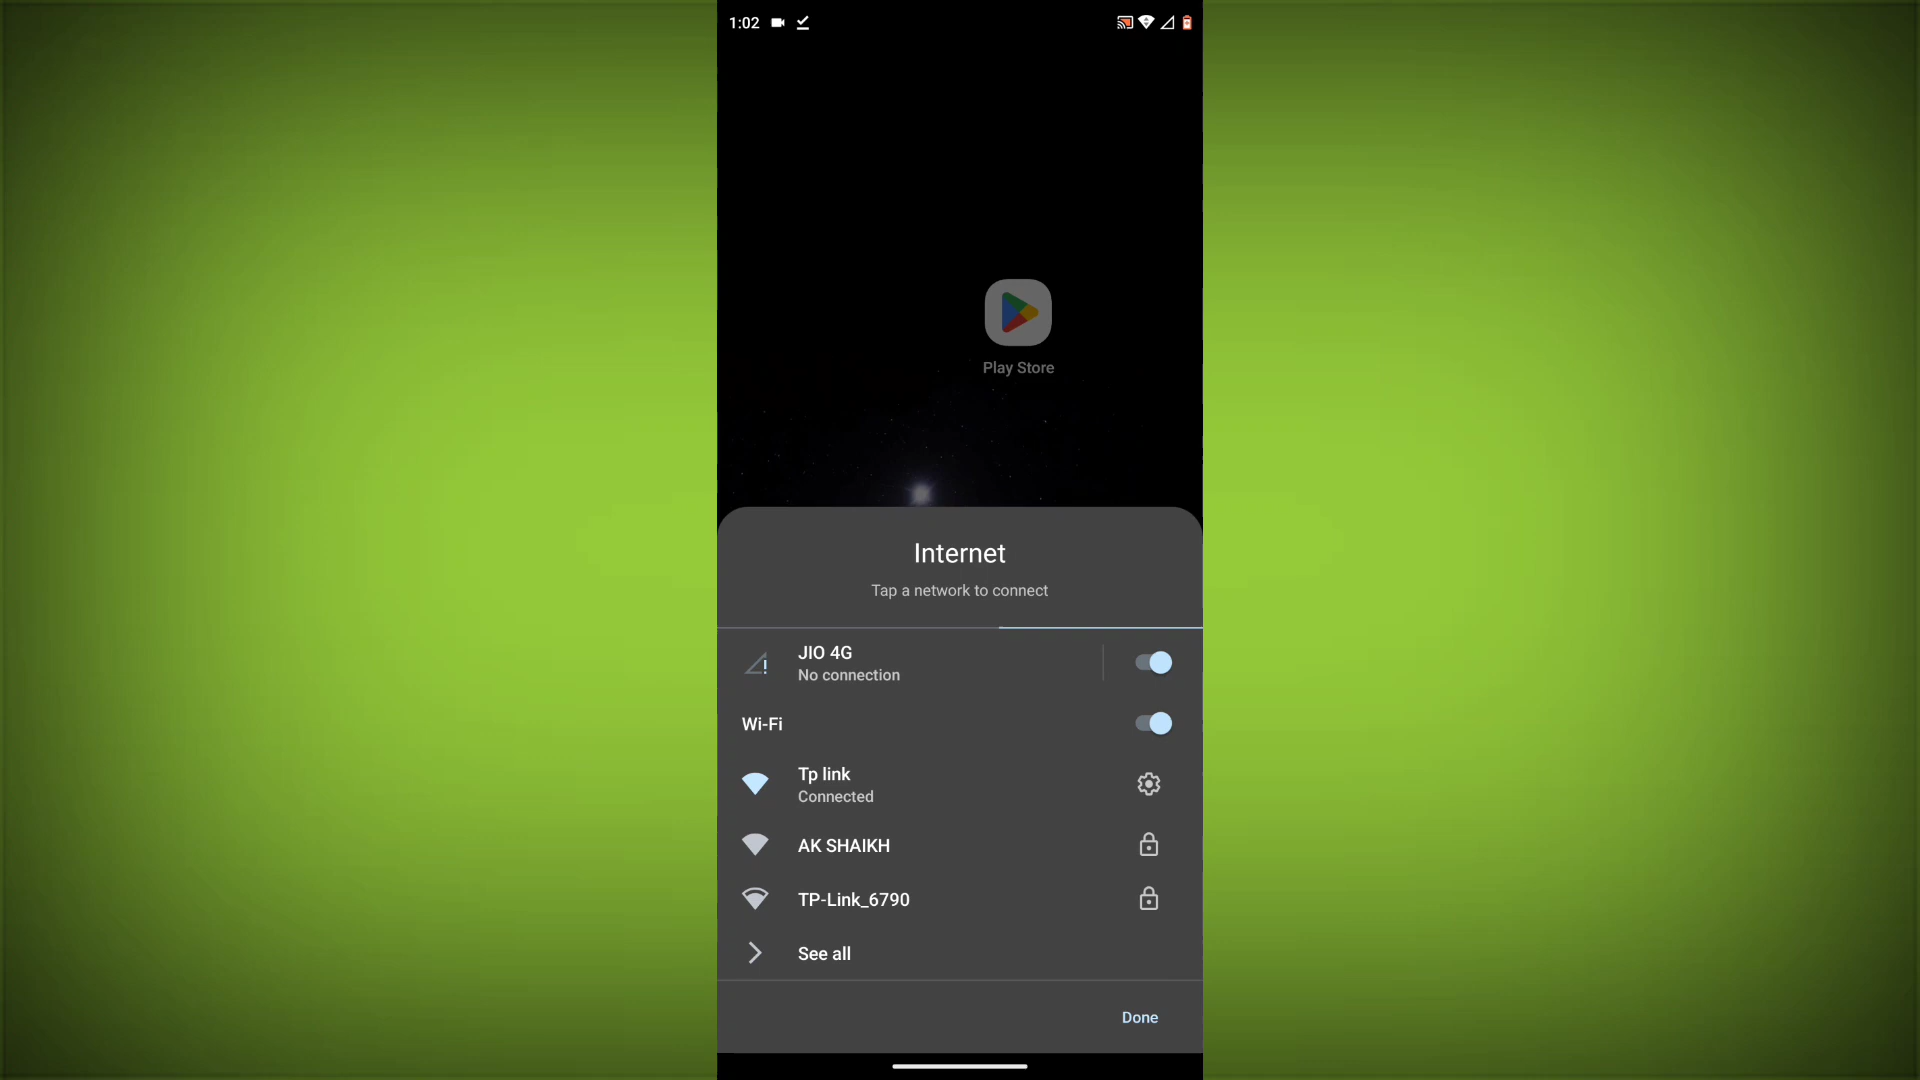 1:02
Play Store
Internet
Tap a network to connect
JIO 4G
No connection
Wi-Fi
Tp link
Connected
AK SHAIKH
TP-Link_6790
See all
Done